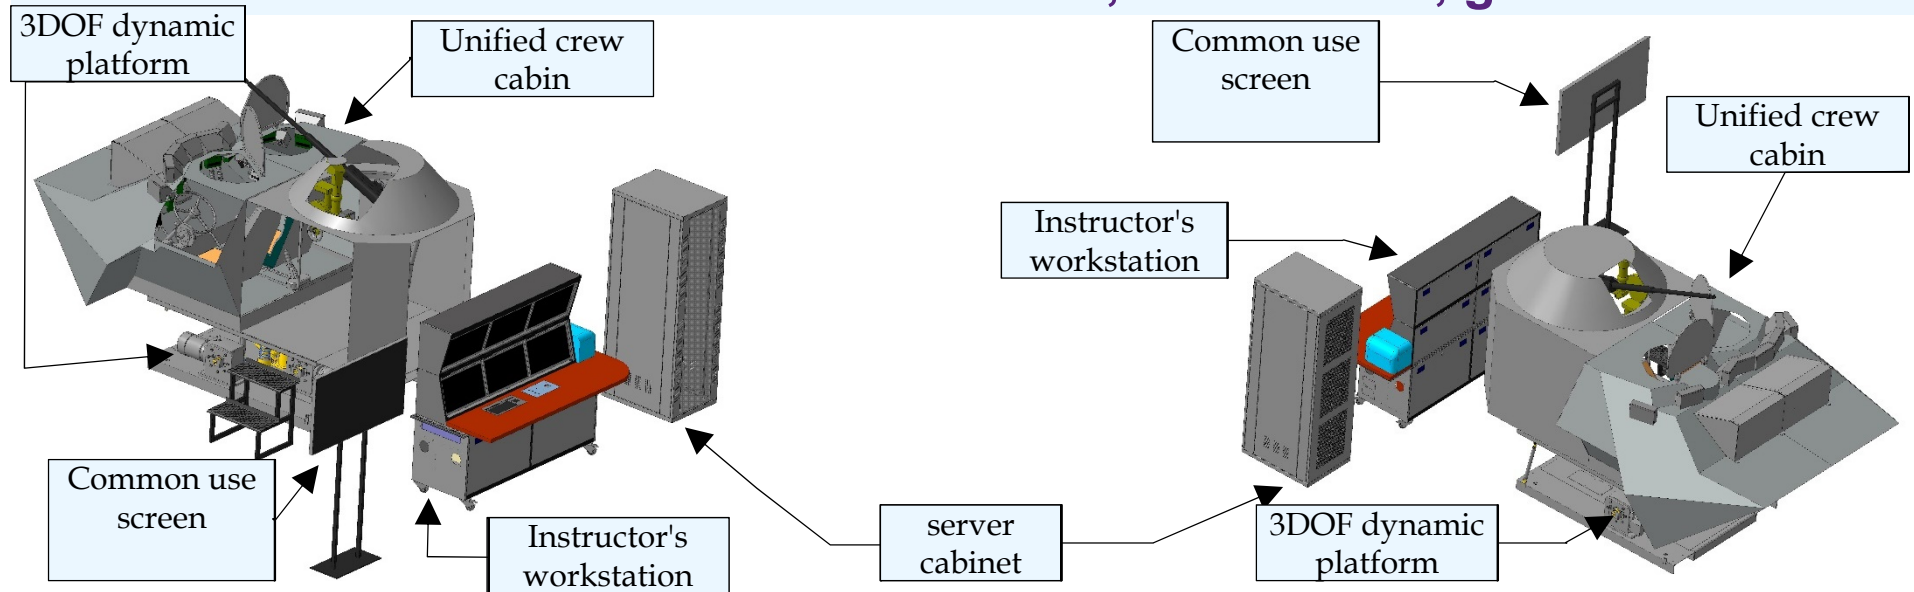 3DOF dynamic
platform
Unified crew
cabin
Common use
screen
Unified crew
cabin
Instructor's
workstation
Common use
screen
Instructor's
workstation
server
cabinet
3DOF dynamic
platform